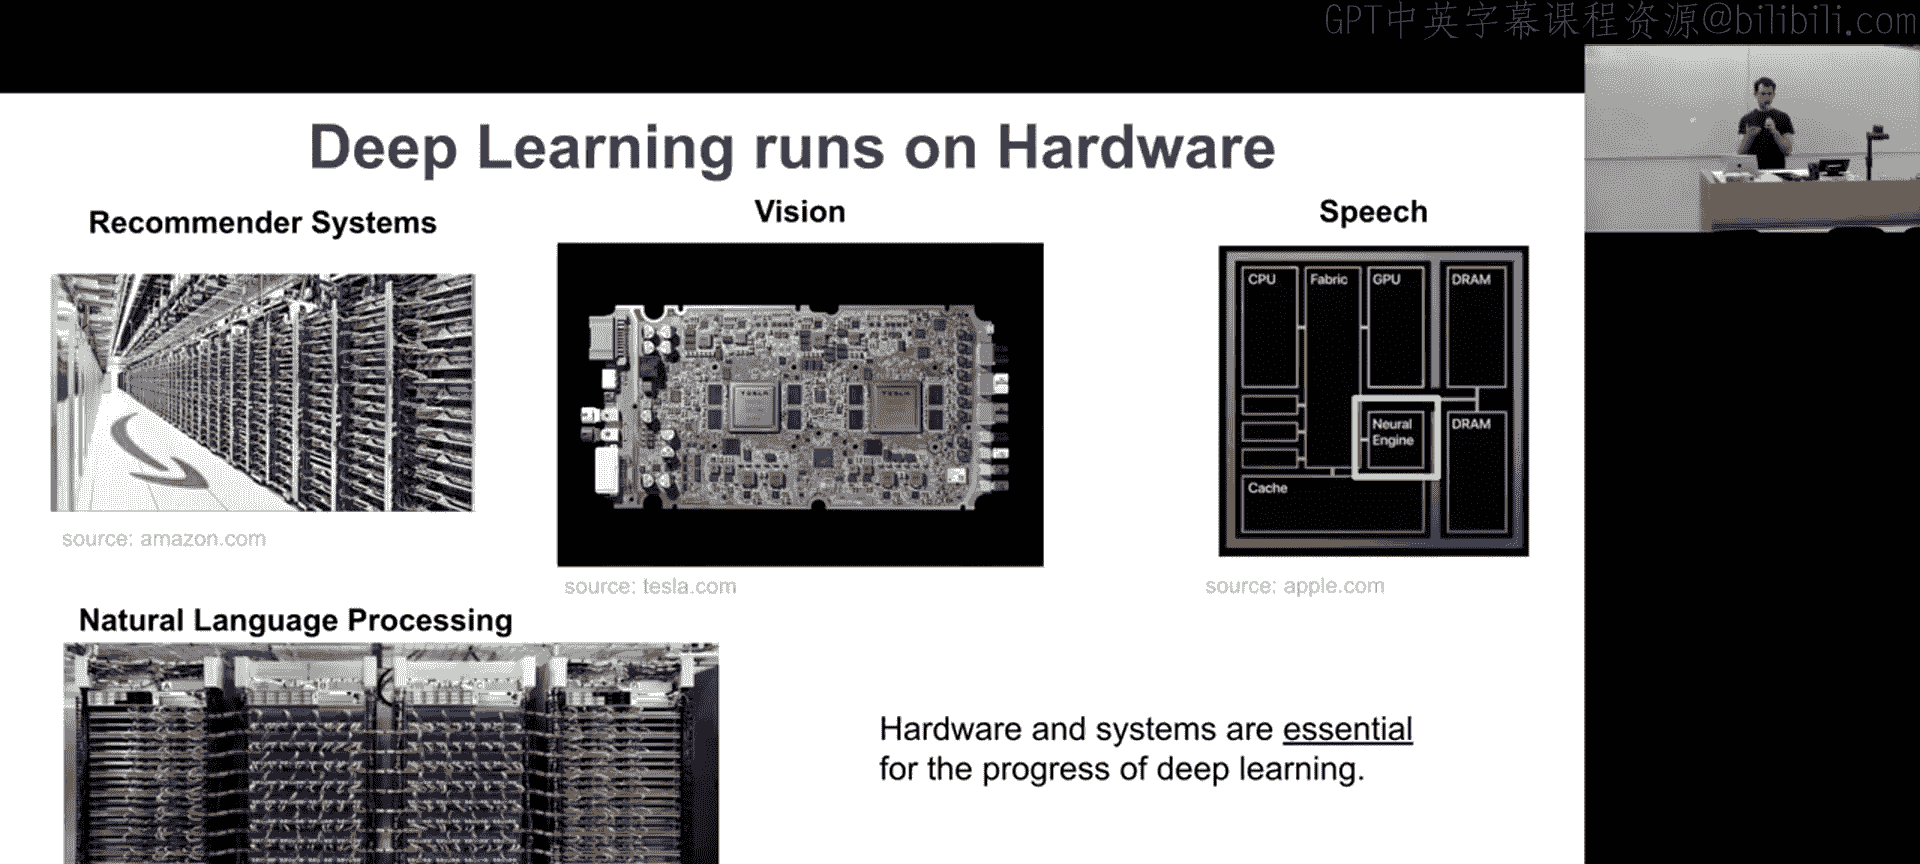 GPT中英字幕课程资源@bilibili.com
Deep Learning runs on Hardware
Recommender Systems
Vision
Speech
CPU
Fabric
GPU
DRAM
TESLA
TESLA
Neural
Engine
DRAM
Cache
source: amazon.com
source: tesla.com
source: apple.com
Natural Language Processing
Hardware and systems are essential
for the progress of deep learning.